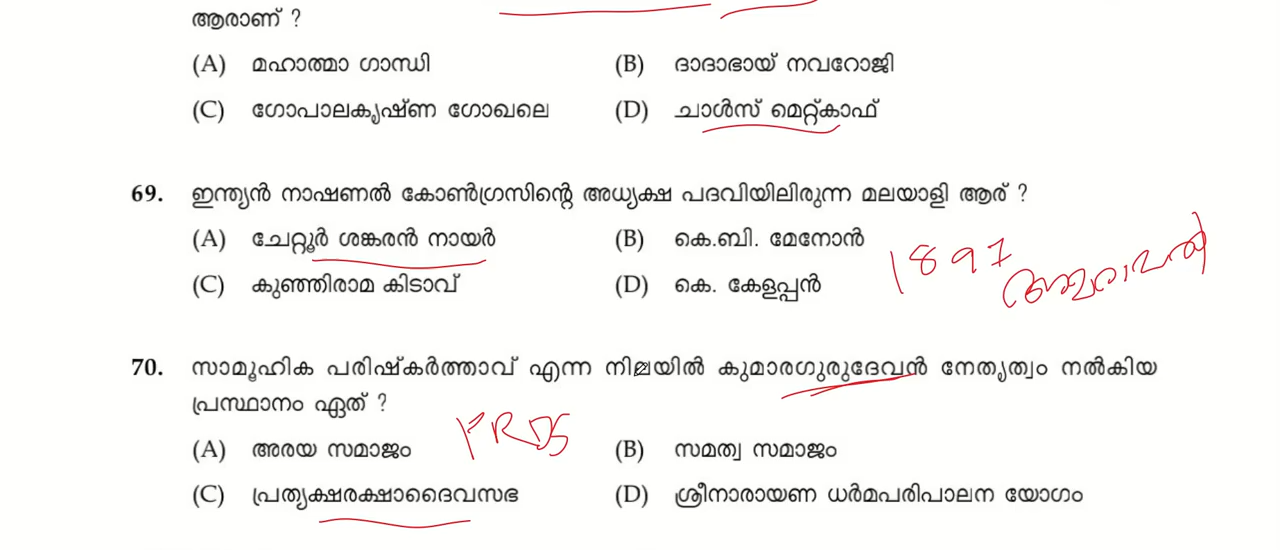 ആരാണ് ?
(A) മഹാത്മാ ഗാന്ധി (B) ദാദാഭായ് നവറോജി
(C) ഗോപാലകൃഷ്ണ ഗോഖലെ (D) ചാൾസ് മെറ്റ്കാഫ്
69. ഇന്ത്യൻ നാഷണൽ കോൺഗ്രസിന്റെ അധ്യക്ഷ പദവിയിലിരുന്ന മലയാളി ആര് ?
(A) ചേറ്റൂർ ശങ്കരൻ നായർ (B) കെ.ബി. മേനോൻ
(C) കുഞ്ഞിരാമ കിടാവ് (D) കെ. കേളപ്പൻ
1897
70. സാമൂഹിക പരിഷ്കർത്താവ് എന്ന നിലയിൽ കുമാരഗുരുദേവൻ നേതൃത്വം നൽകിയ
പ്രസ്ഥാനം ഏത് ?
PRDS
(A) അരയ സമാജം (B) സമത്വ സമാജം
(C) പ്രത്യക്ഷരക്ഷാദൈവസഭ (D) ശ്രീനാരായണ ധർമപരിപാലന യോഗം